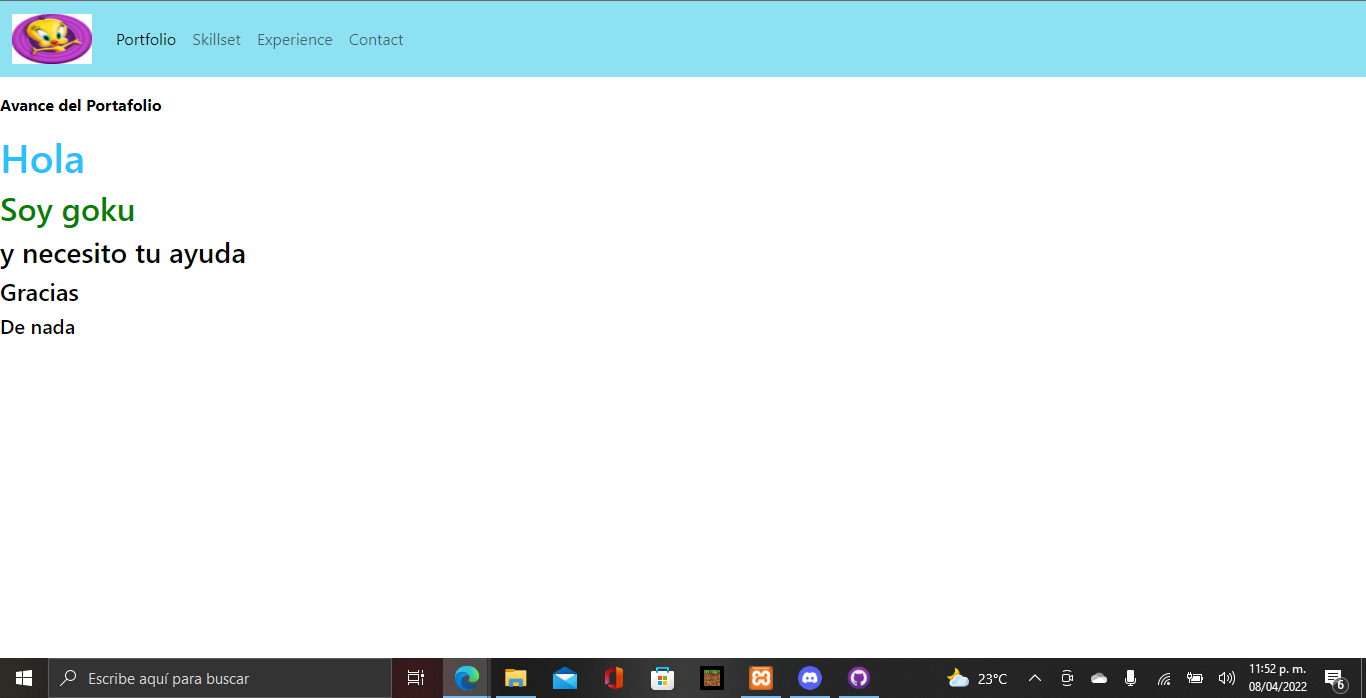 Portfolio Skillset Experience Contact
Avance del Portafolio
Hola
Soy goku
y necesito tu ayuda
Gracias
De nada
Escribe aquí para buscar
23°C
11:52 p. m.
08/04/2022
6